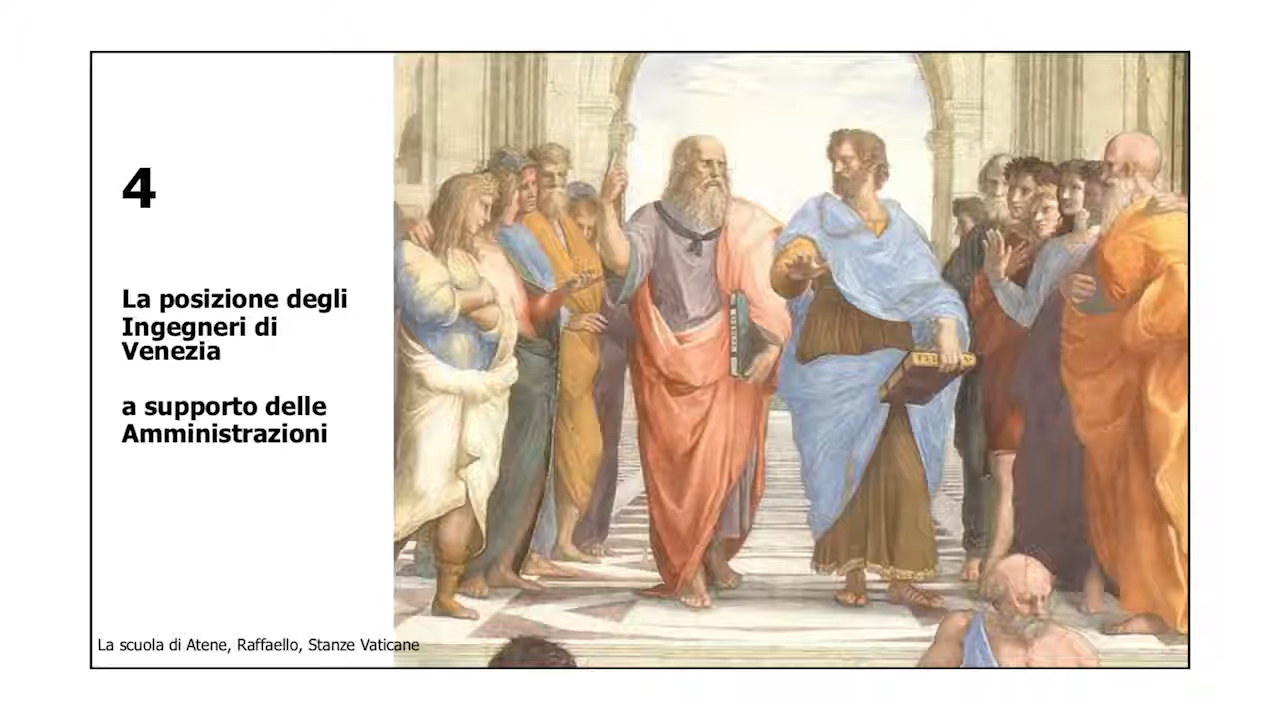 4
La posizione degli
Ingegneri di
Venezia
a supporto delle
Amministrazioni
La scuola di Atene, Raffaello, Stanze Vaticane